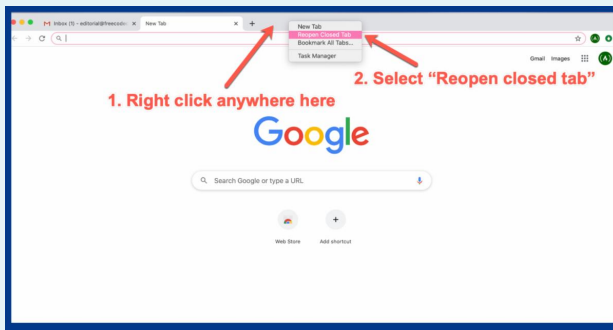 Inbox (1) - editorial@freecodin
New Tab
New Tab
Reopen Closed Tab
Bookmark All Tabs...
Task Manager
Gmail Images
A
A
1. Right click anywhere here
2. Select “Reopen closed tab”
Google
Search Google or type a URL
Web Store
Add shortcut